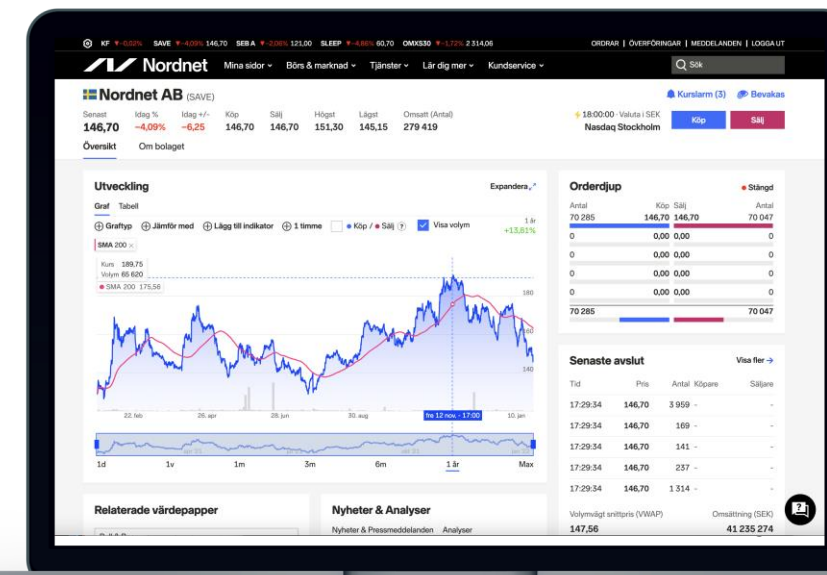 KF ▼-0,02% SAVE ▼-4,09% 146,70 SEB A ▼-2,06% 121,00 SLEEP ▼-4,86% 60,70 OMXS30 ▼-1,72% 2 314,06 ORDRAR | ÖVERFÖRINGAR | MEDDELANDEN | LOGGA UT
Nordnet Mina sidor Börs & marknad Tjänster Lär dig mer Kundservice Sök
Nordnet AB (SAVE) Kurslarm (3) Bevakas
Senast Idag % Idag +/- Köp Sälj Högst Lägst Omsatt (Antal) 18:00:00 · Valuta i SEK
146,70 -4,09% -6,25 146,70 146,70 151,30 145,15 279 419 Nasdaq Stockholm Köp Sälj
Översikt Om bolaget
Utveckling Expandera
Graf Tabell
Graftyp Jämför med Lägg till indikator 1 timme Köp / Sälj ? Visa volym 1 år
+13,81%
SMA 200 ×
Kurs 189,75
Volym 65 620
SMA 200 175,56
180
160
140
22. feb 26. apr 28. jun 30. aug fre 12 nov. - 17:00 10. jan
1d 1v 1m 3m 6m 1 år Max
Orderdjup Stängd
Antal Köp Sälj Antal
70 285 146,70 146,70 70 047
0 0,00 0,00 0
0 0,00 0,00 0
0 0,00 0,00 0
0 0,00 0,00 0
70 285 70 047
Senaste avslut Visa fler →
Tid Pris Antal Köpare Säljare
17:29:34 146,70 3 959 - -
17:29:34 146,70 169 - -
17:29:34 146,70 141 - -
17:29:34 146,70 237 - -
17:29:34 146,70 1 314 - -
Volymvägt snittpris (VWAP) Omsättning (SEK)
147,56 41 235 274
Relaterade värdepapper
Nyheter & Analyser
Nyheter & Pressmeddelanden Analyser